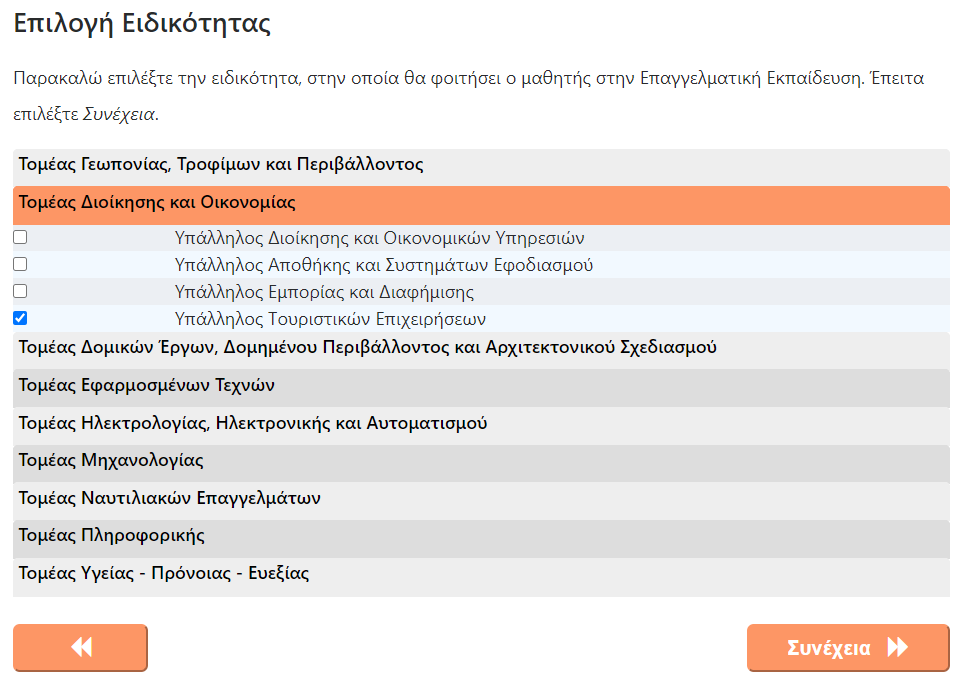 Επιλογή Ειδικότητας
Παρακαλώ επιλέξτε την ειδικότητα, στην οποία θα φοιτήσει ο μαθητής στην Επαγγελματική Εκπαίδευση. Έπειτα
επιλέξτε Συνέχεια.
Τομέας Γεωπονίας, Τροφίμων και Περιβάλλοντος
Τομέας Διοίκησης και Οικονομίας
Υπάλληλος Διοίκησης και Οικονομικών Υπηρεσιών
Υπάλληλος Αποθήκης και Συστημάτων Εφοδιασμού
Υπάλληλος Εμπορίας και Διαφήμισης
Υπάλληλος Τουριστικών Επιχειρήσεων
Τομέας Δομικών Έργων, Δομημένου Περιβάλλοντος και Αρχιτεκτονικού Σχεδιασμού
Τομέας Εφαρμοσμένων Τεχνών
Τομέας Ηλεκτρολογίας, Ηλεκτρονικής και Αυτοματισμού
Τομέας Μηχανολογίας
Τομέας Ναυτιλιακών Επαγγελμάτων
Τομέας Πληροφορικής
Τομέας Υγείας - Πρόνοιας - Ευεξίας
Συνέχεια